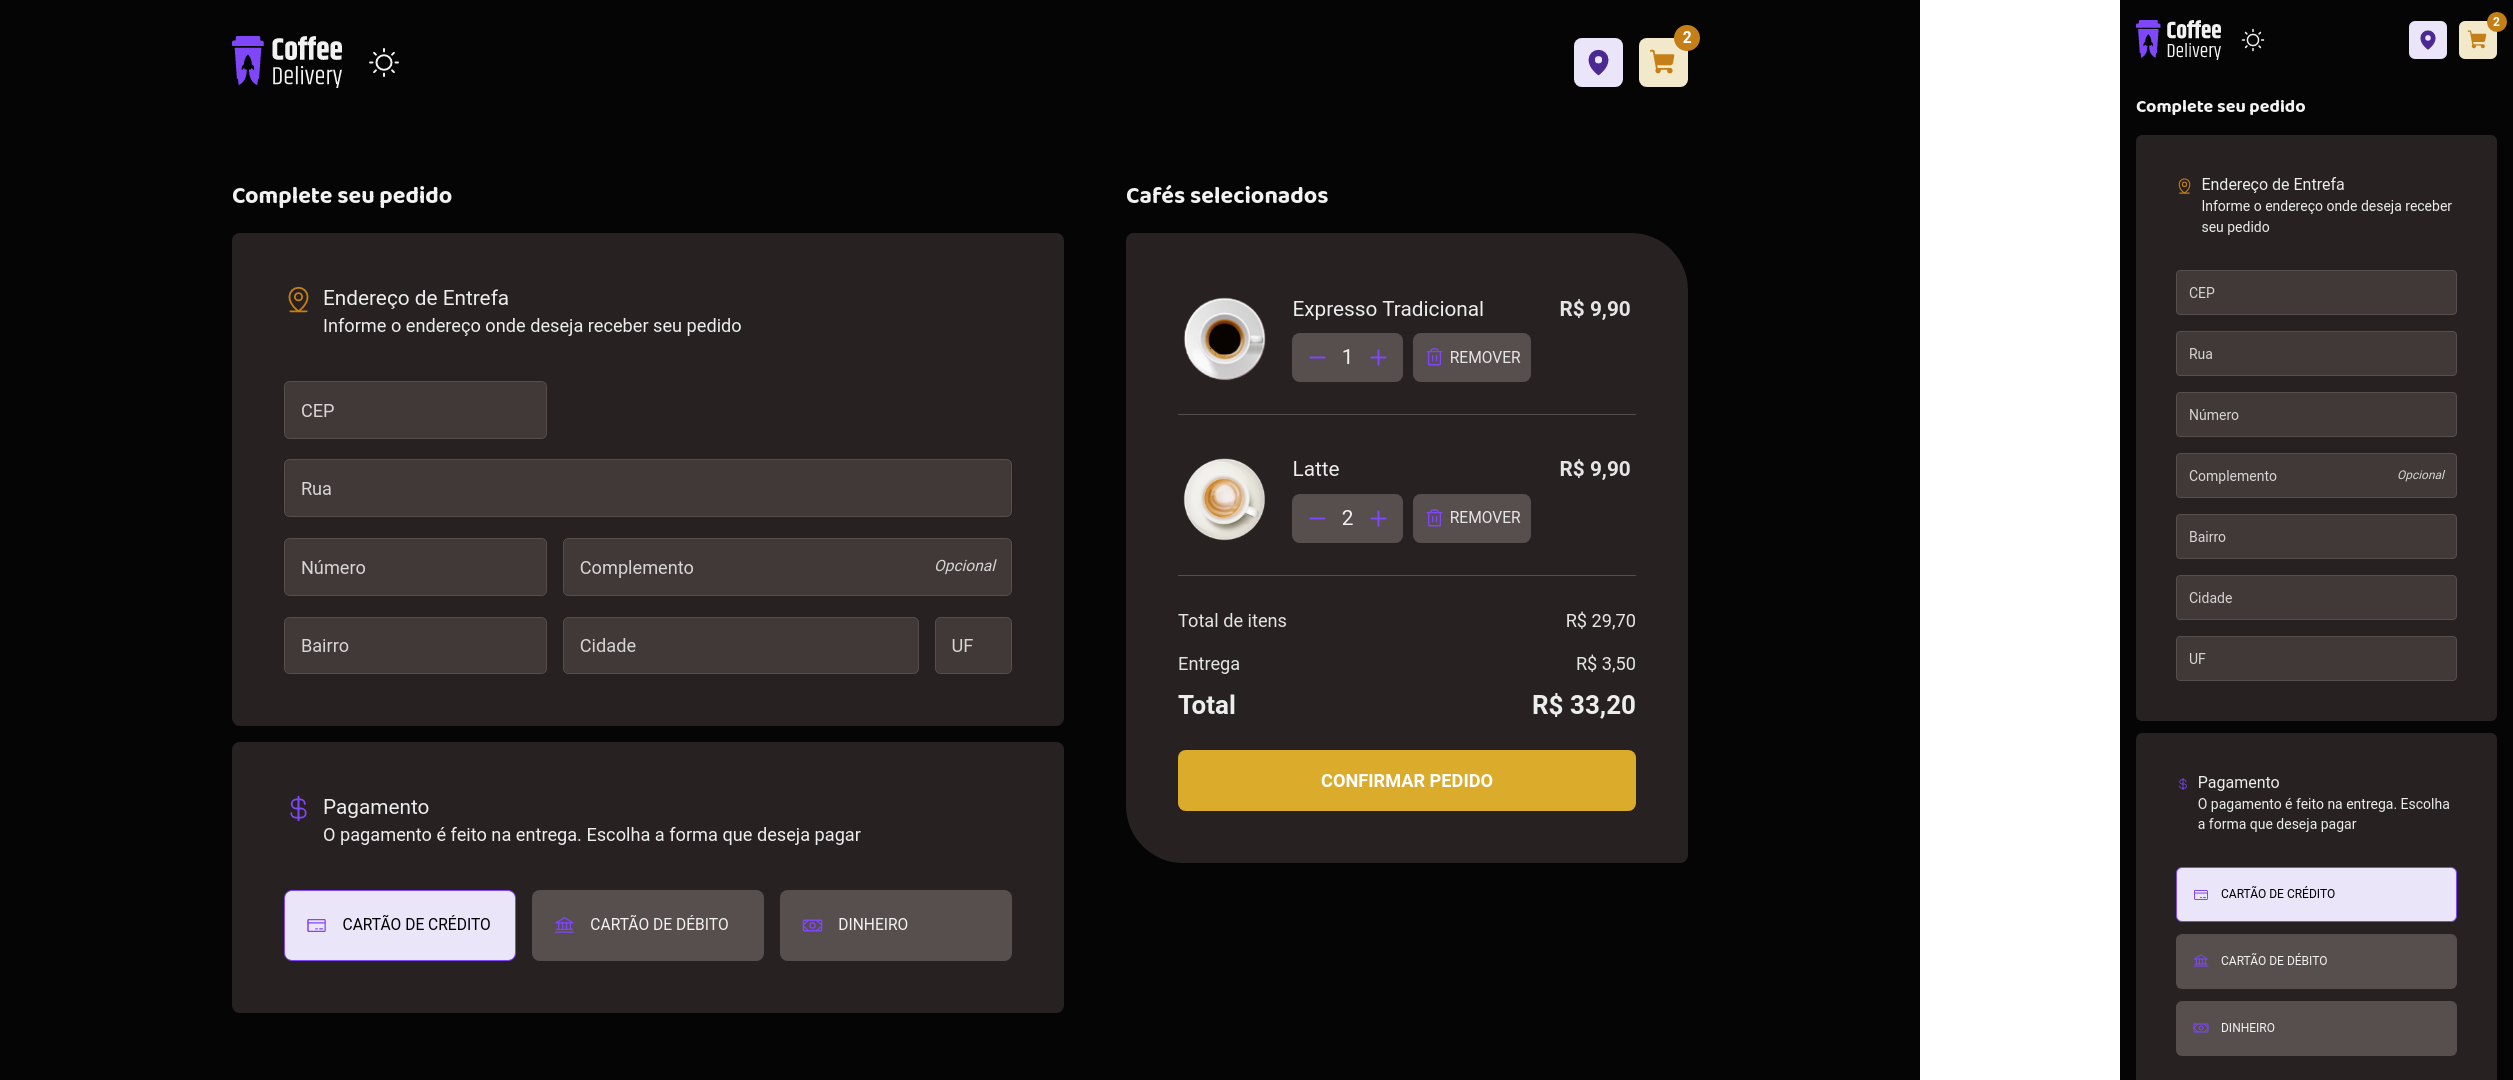 Coffee
Delivery
2
Complete seu pedido
Endereço de Entrefa
Informe o endereço onde deseja receber seu pedido
CEP
Rua
Número
Complemento
Opcional
Bairro
Cidade
UF
Pagamento
O pagamento é feito na entrega. Escolha a forma que deseja pagar
CARTÃO DE CRÉDITO
CARTÃO DE DÉBITO
DINHEIRO
Cafés selecionados
Expresso Tradicional
R$ 9,90
1
REMOVER
Latte
R$ 9,90
2
REMOVER
Total de itens
R$ 29,70
Entrega
R$ 3,50
Total
R$ 33,20
CONFIRMAR PEDIDO
Coffee
Delivery
2
Complete seu pedido
Endereço de Entrefa
Informe o endereço onde deseja receber
seu pedido
CEP
Rua
Número
Complemento
Opcional
Bairro
Cidade
UF
Pagamento
O pagamento é feito na entrega. Escolha
a forma que deseja pagar
CARTÃO DE CRÉDITO
CARTÃO DE DÉBITO
DINHEIRO